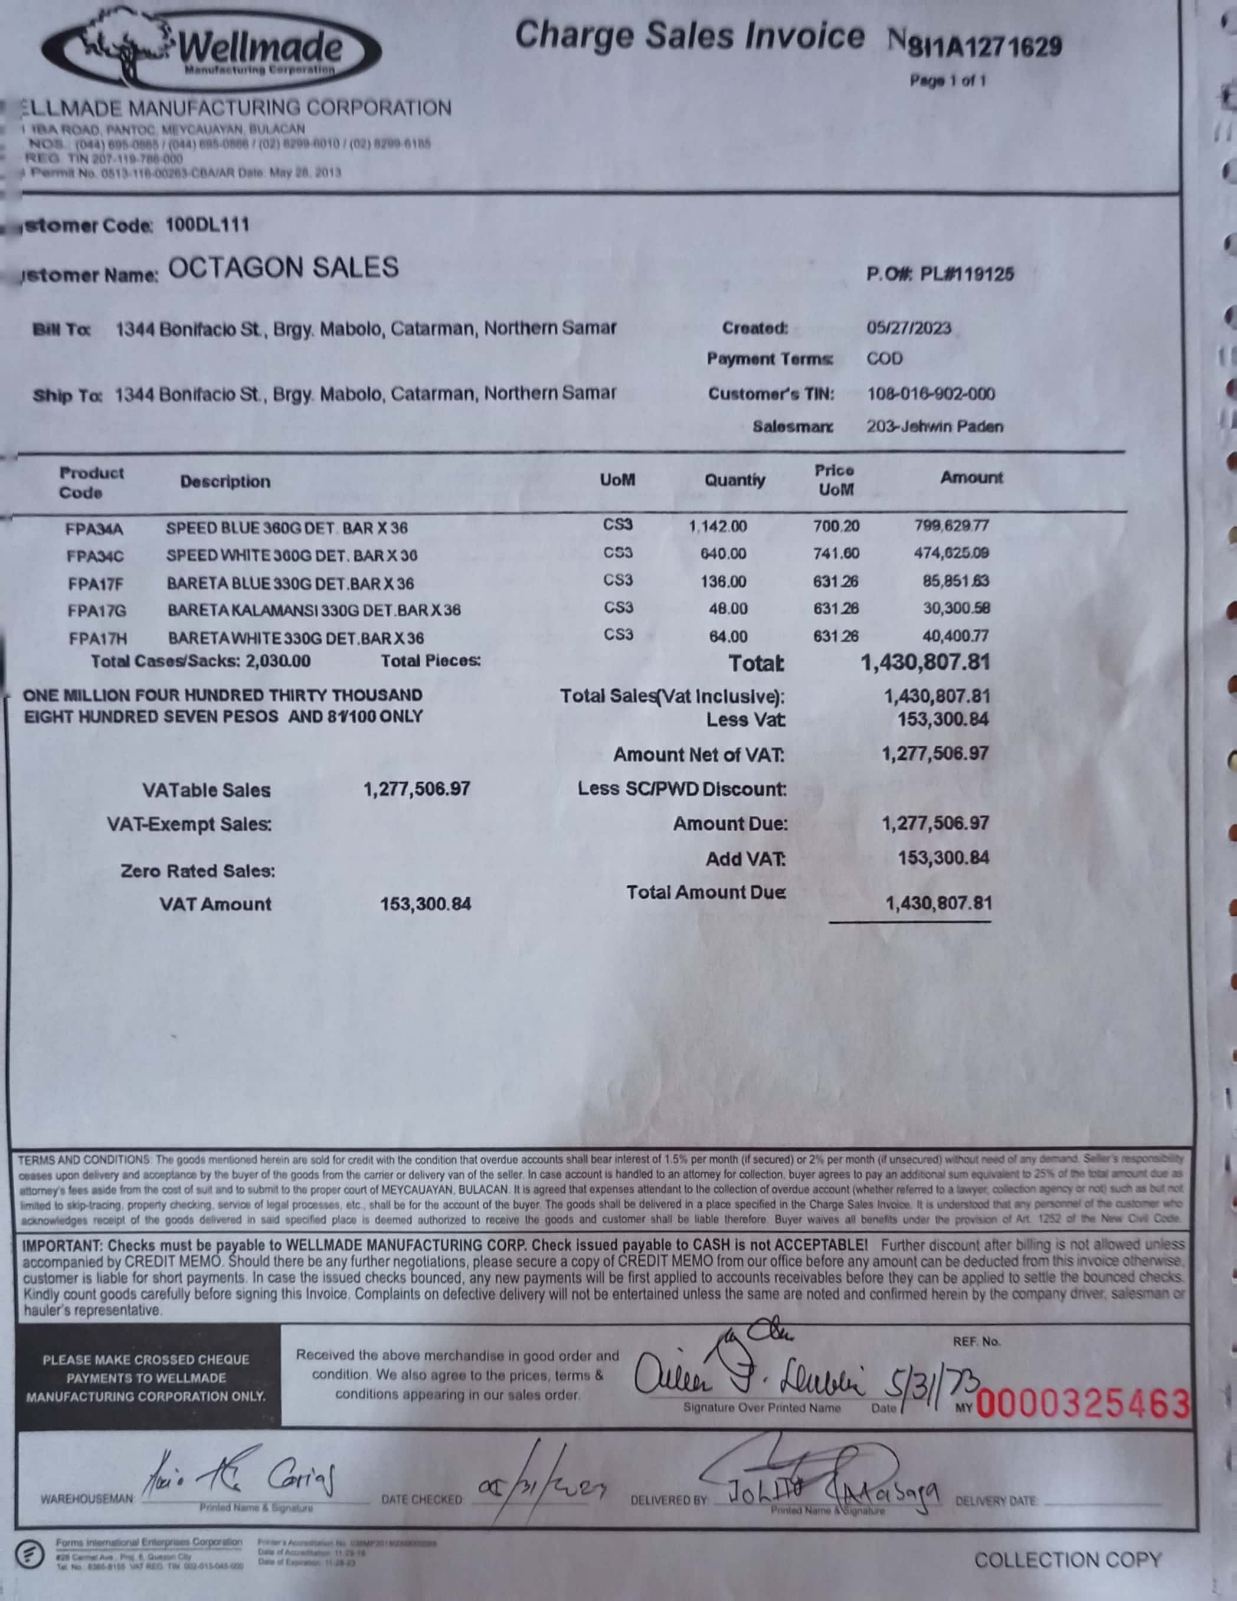 Wellmade
Manufacturing Corporation
Charge Sales Invoice NSI1A1271629
Page 1 of 1
ELLMADE MANUFACTURING CORPORATION
IBA ROAD, PANTOC, MEYCAUAYAN, BULACAN
NOS. : (044) 695-0865 / (044) 695-0866 / (02) 8299-6010 / (02) 8299-6185
REG TIN 207-119-766-000
Permit No. 0513-116-00263-CBA/AR Date: May 28, 2013
stomer Code: 100DL111
ustomer Name: OCTAGON SALES
P.O#: PL#119125
Bill To: 1344 Bonifacio St., Brgy. Mabolo, Catarman, Northern Samar
Created: 05/27/2023
Payment Terms: COD
Ship To: 1344 Bonifacio St., Brgy. Mabolo, Catarman, Northern Samar
Customer's TIN: 108-016-902-000
Salesman: 203-Jehwin Paden
Product Code Description UoM Quantiy Price UoM Amount
FPA34A SPEED BLUE 360G DET. BAR X 36 CS3 1,142.00 700.20 799,629.77
FPA34C SPEED WHITE 360G DET. BAR X 36 CS3 640.00 741.60 474,625.09
FPA17F BARETA BLUE 330G DET.BAR X 36 CS3 136.00 631.26 85,851.63
FPA17G BARETA KALAMANSI 330G DET.BAR X 36 CS3 48.00 631.26 30,300.58
FPA17H BARETA WHITE 330G DET.BAR X 36 CS3 64.00 631.26 40,400.77
Total Cases/Sacks: 2,030.00 Total Pieces: Total: 1,430,807.81
ONE MILLION FOUR HUNDRED THIRTY THOUSAND
EIGHT HUNDRED SEVEN PESOS AND 81/100 ONLY
Total Sales(Vat Inclusive): 1,430,807.81
Less Vat: 153,300.84
Amount Net of VAT: 1,277,506.97
VATable Sales 1,277,506.97 Less SC/PWD Discount:
VAT-Exempt Sales: Amount Due: 1,277,506.97
Zero Rated Sales: Add VAT: 153,300.84
VAT Amount 153,300.84 Total Amount Due: 1,430,807.81
TERMS AND CONDITIONS: The goods mentioned herein are sold for credit with the condition that overdue accounts shall bear interest of 1.5% per month (if secured) or 2% per month (if unsecured) without need of any demand. Seller's responsibility
ceases upon delivery and acceptance by the buyer of the goods from the carrier or delivery van of the seller. In case account is handled to an attorney for collection, buyer agrees to pay an additional sum equivalent to 25% of the total amount due as
attorney's fees aside from the cost of suit and to submit to the proper court of MEYCAUAYAN, BULACAN. It is agreed that expenses attendant to the collection of overdue account (whether referred to a lawyer, collection agency or not) such as but not
limited to skip-tracing, property checking, service of legal processes, etc., shall be for the account of the buyer. The goods shall be delivered in a place specified in the Charge Sales Invoice. It is understood that any personnel of the customer who
acknowledges receipt of the goods delivered in said specified place is deemed authorized to receive the goods and customer shall be liable therefore. Buyer waives all benefits under the provision of Art. 1252 of the New Civil Code.
IMPORTANT: Checks must be payable to WELLMADE MANUFACTURING CORP. Check issued payable to CASH is not ACCEPTABLE! Further discount after billing is not allowed unless
accompanied by CREDIT MEMO. Should there be any further negotiations, please secure a copy of CREDIT MEMO from our office before any amount can be deducted from this invoice otherwise,
customer is liable for short payments. In case the issued checks bounced, any new payments will be first applied to accounts receivables before they can be applied to settle the bounced checks.
Kindly count goods carefully before signing this Invoice. Complaints on defective delivery will not be entertained unless the same are noted and confirmed herein by the company driver, salesman or
hauler's representative.
PLEASE MAKE CROSSED CHEQUE
PAYMENTS TO WELLMADE
MANUFACTURING CORPORATION ONLY.
Received the above merchandise in good order and
condition. We also agree to the prices, terms &
conditions appearing in our sales order.
5/31/23
Signature Over Printed Name Date
REF. No.
MY 0000325463
WAREHOUSEMAN:
Printed Name & Signature
DATE CHECKED: 05/31/2023
DELIVERED BY:
Printed Name & Signature
DELIVERY DATE:
Forms International Enterprises Corporation
#28 Carmel Ave., Proj. 6, Quezon City
Date of Accreditation: 11-29-18
Date of Expiration: 11-28-23
COLLECTION COPY